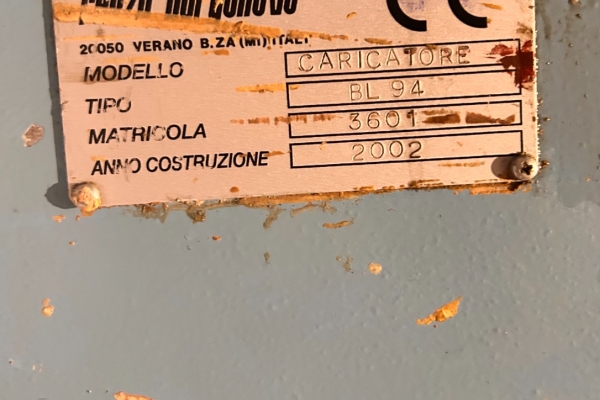 20050 VERANO B.ZA (MI) ITALY
MODELLO CARICATORE
TIPO BL 94
MATRICOLA 3601
ANNO COSTRUZIONE 2002